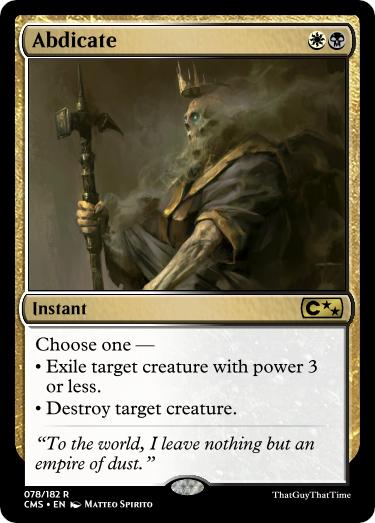 Abdicate
Instant
C
Choose one —
• Exile target creature with power 3
or less.
• Destroy target creature.
“To the world, I leave nothing but an
empire of dust.”
078/182 R
CMS • EN Matteo Spirito
ThatGuyThatTime